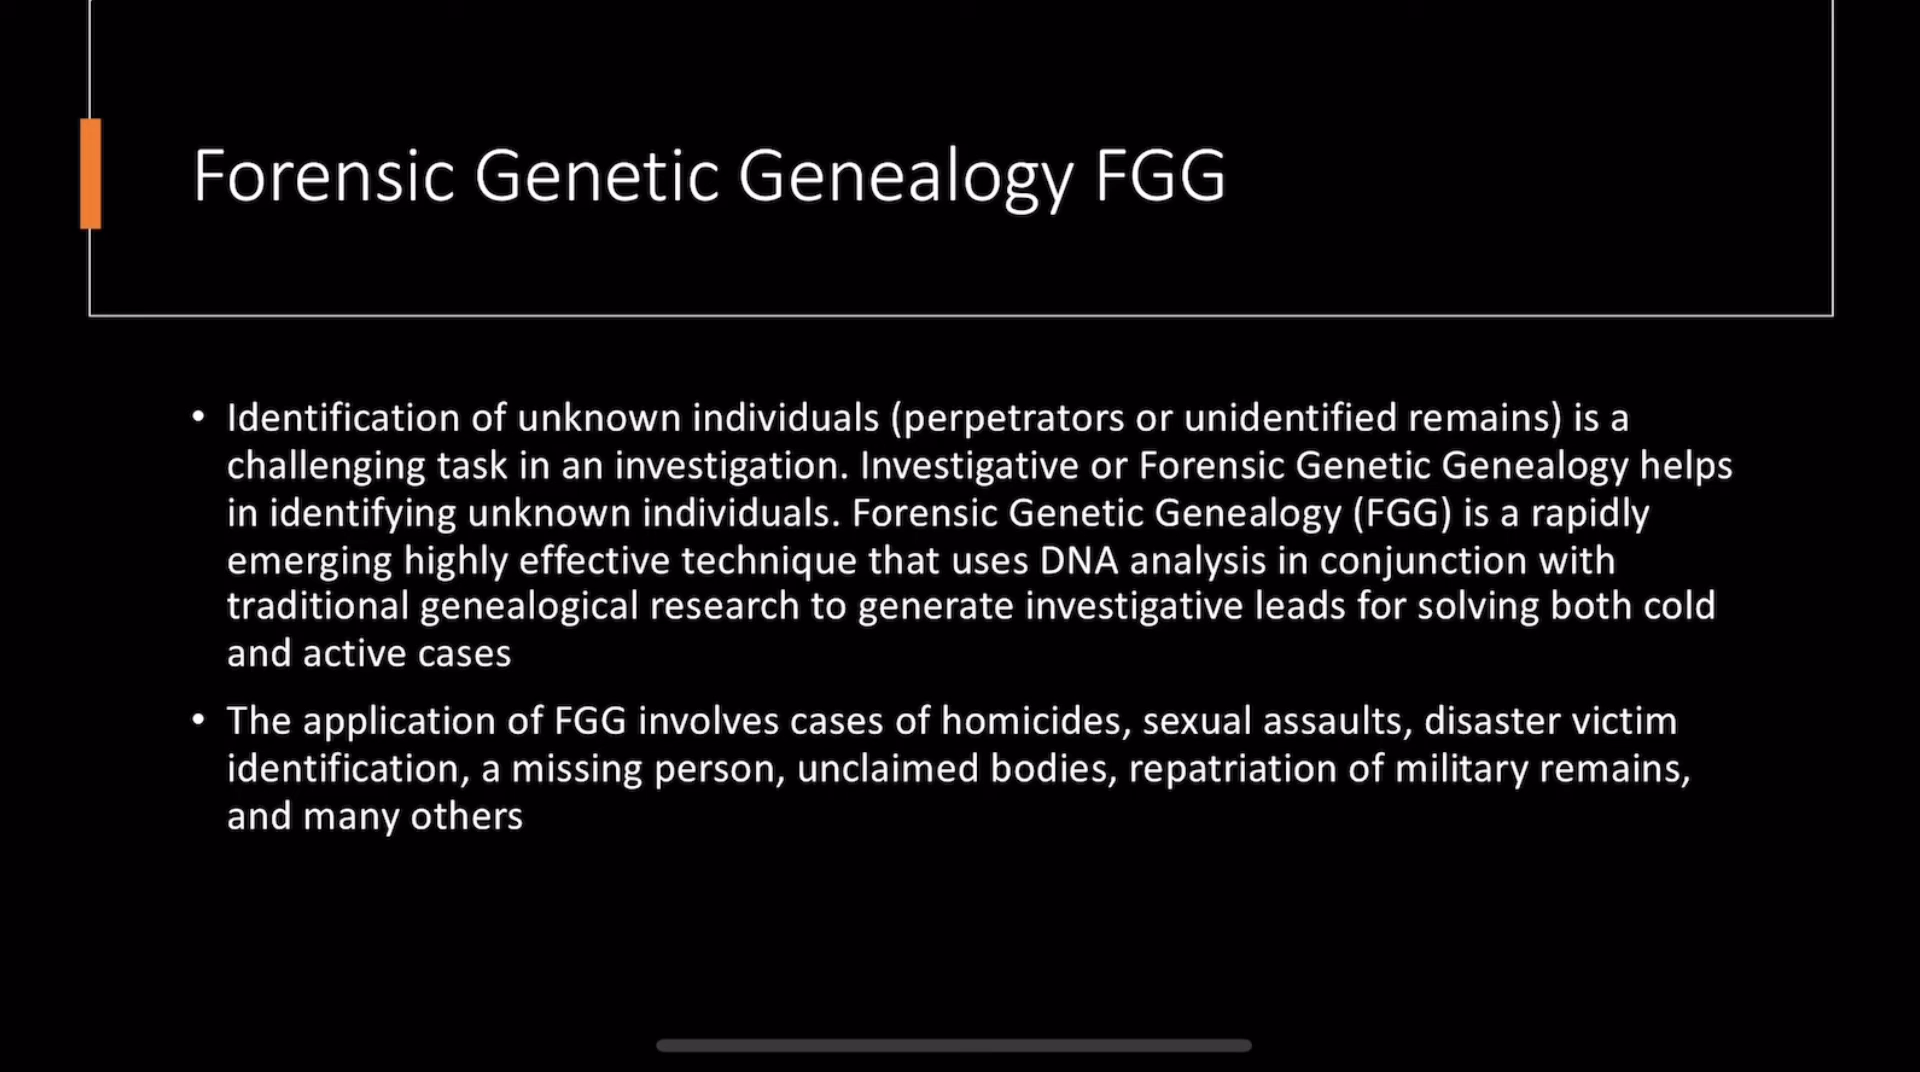 Forensic Genetic Genealogy FGG
• Identification of unknown individuals (perpetrators or unidentified remains) is a
challenging task in an investigation. Investigative or Forensic Genetic Genealogy helps
in identifying unknown individuals. Forensic Genetic Genealogy (FGG) is a rapidly
emerging highly effective technique that uses DNA analysis in conjunction with
traditional genealogical research to generate investigative leads for solving both cold
and active cases
• The application of FGG involves cases of homicides, sexual assaults, disaster victim
identification, a missing person, unclaimed bodies, repatriation of military remains,
and many others